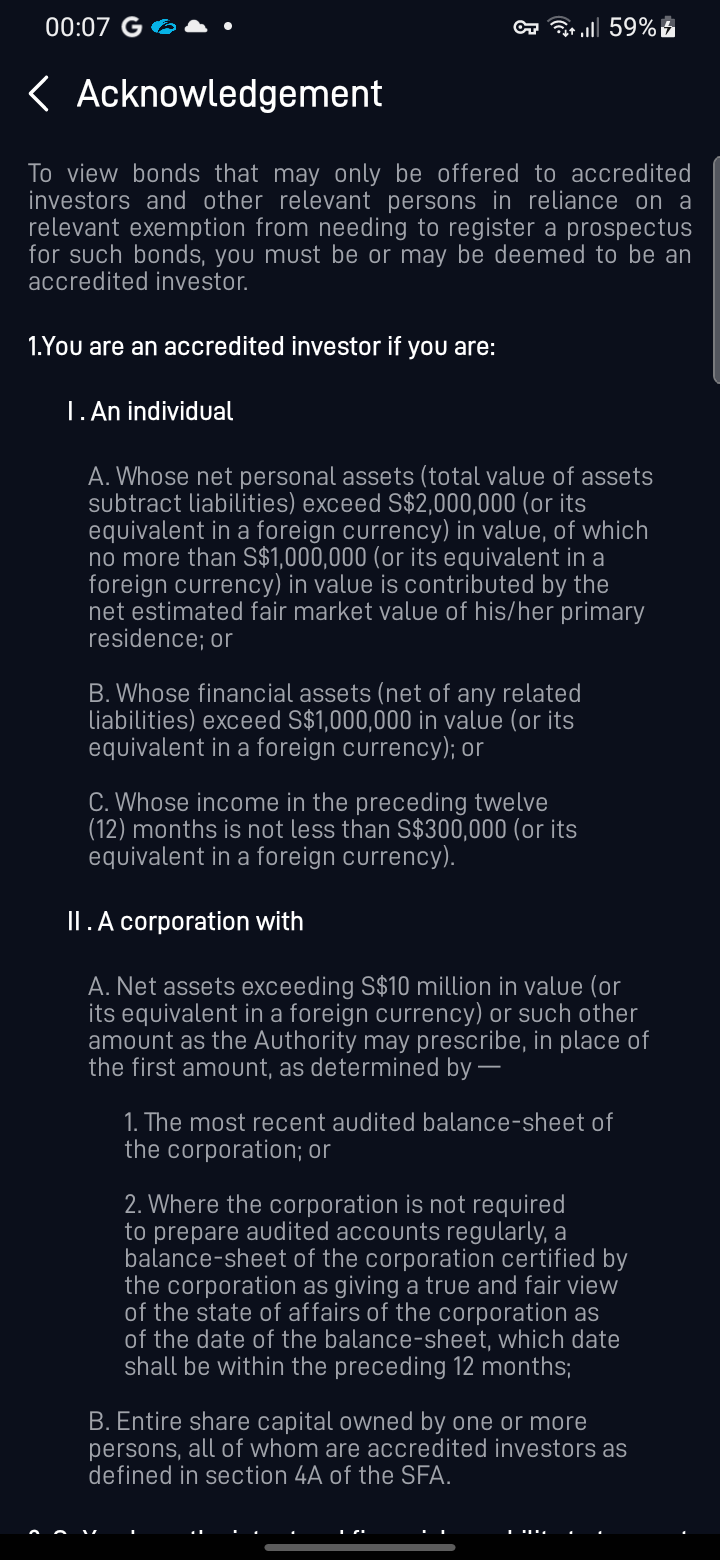 00:07 G 59%
Acknowledgement
To view bonds that may only be offered to accredited
investors and other relevant persons in reliance on a
relevant exemption from needing to register a prospectus
for such bonds, you must be or may be deemed to be an
accredited investor.
1.You are an accredited investor if you are:
I . An individual
A. Whose net personal assets (total value of assets
subtract liabilities) exceed S$2,000,000 (or its
equivalent in a foreign currency) in value, of which
no more than S$1,000,000 (or its equivalent in a
foreign currency) in value is contributed by the
net estimated fair market value of his/her primary
residence; or
B. Whose financial assets (net of any related
liabilities) exceed S$1,000,000 in value (or its
equivalent in a foreign currency); or
C. Whose income in the preceding twelve
(12) months is not less than S$300,000 (or its
equivalent in a foreign currency).
II . A corporation with
A. Net assets exceeding S$10 million in value (or
its equivalent in a foreign currency) or such other
amount as the Authority may prescribe, in place of
the first amount, as determined by —
1. The most recent audited balance-sheet of
the corporation; or
2. Where the corporation is not required
to prepare audited accounts regularly, a
balance-sheet of the corporation certified by
the corporation as giving a true and fair view
of the state of affairs of the corporation as
of the date of the balance-sheet, which date
shall be within the preceding 12 months;
B. Entire share capital owned by one or more
persons, all of whom are accredited investors as
defined in section 4A of the SFA.